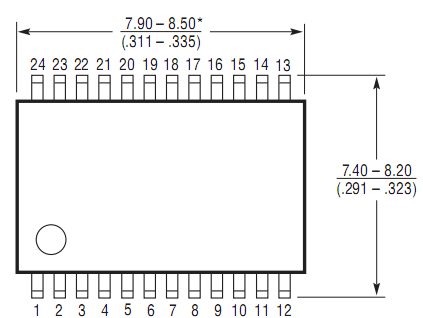 7.90 – 8.50*
(.311 – .335)
24 23 22 21 20 19 18 17 16 15 14 13
7.40 – 8.20
(.291 – .323)
1 2 3 4 5 6 7 8 9 10 11 12